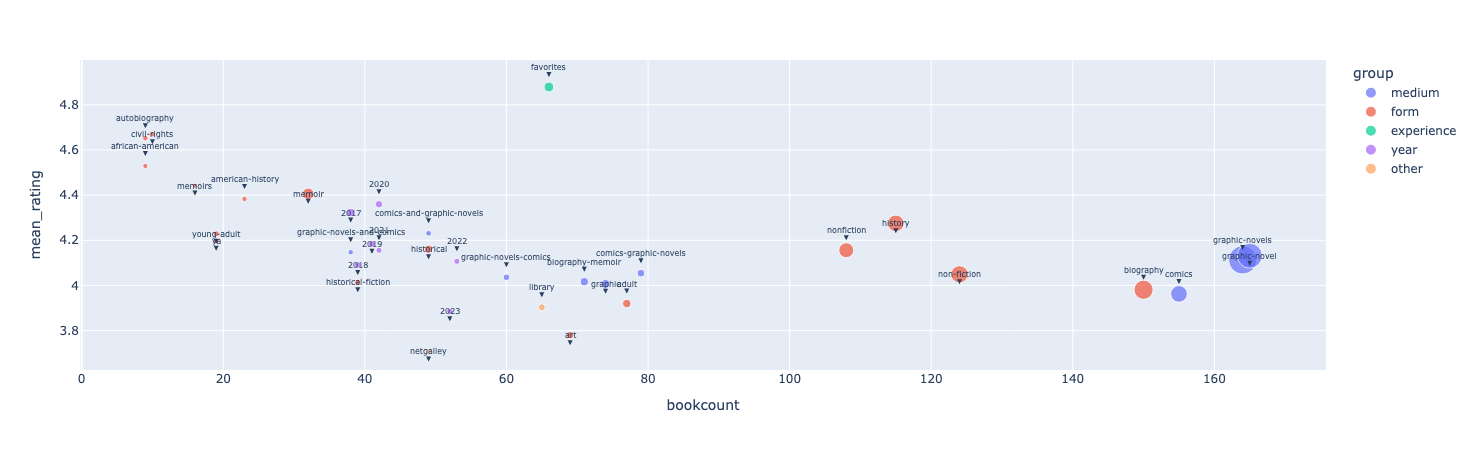 favorites
group
medium
form
experience
year
other
4.8
4.6
4.4
4.2
4
3.8
mean_rating
autobiography
civil-rights
african-american
memoirs
american-history
memoir
2020
2017
comics-and-graphic-novels
young-adult
graphic-novels-and-comics
2021
2019
historical
2022
graphic-novels-comics
biography-memoir
comics-graphic-novels
2018
historical-fiction
library
graphic
adult
2023
art
netgalley
nonfiction
history
non-fiction
biography
comics
graphic-novels
graphic-novel
0
20
40
60
80
100
120
140
160
bookcount